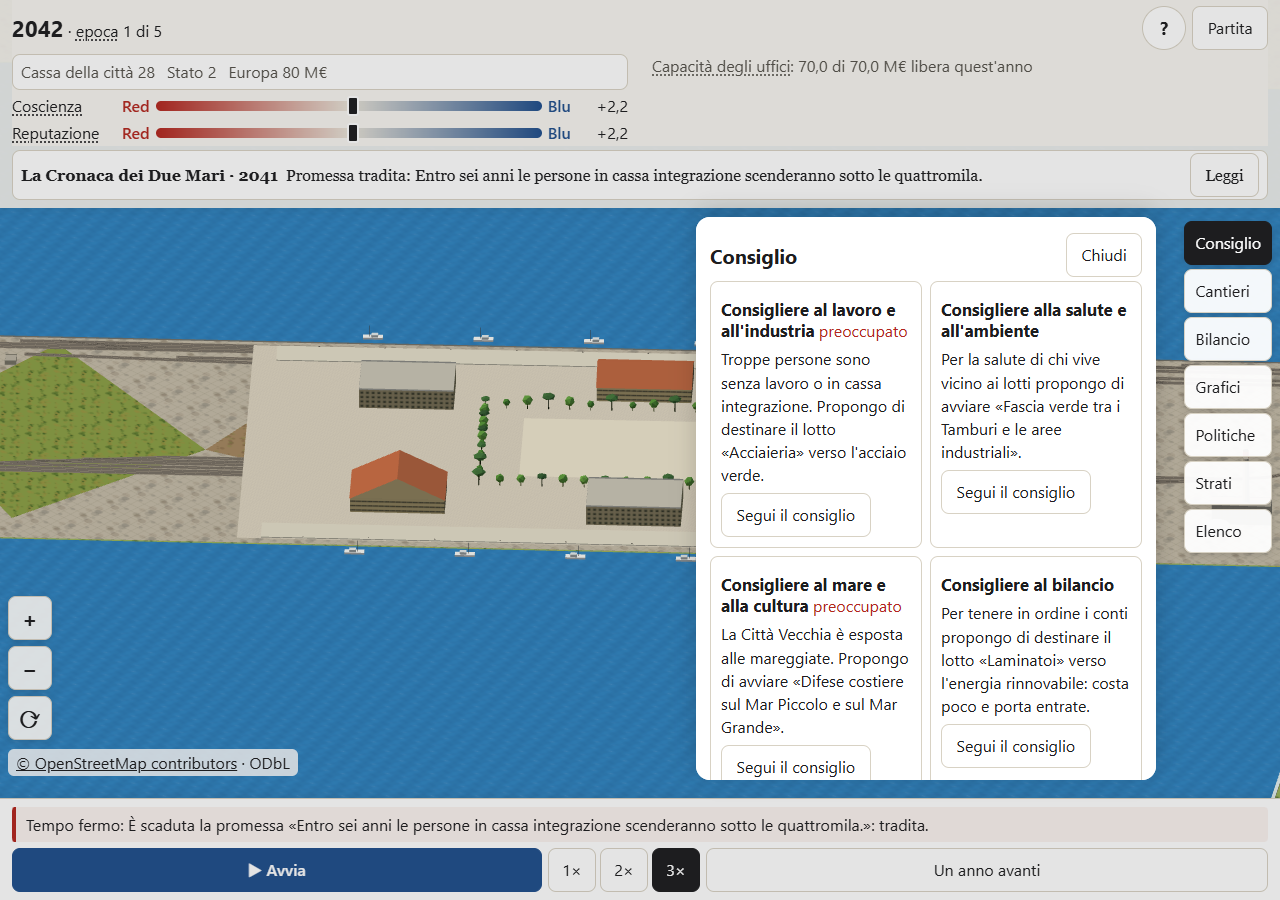 2042 · epoca 1 di 5
?
Partita
Cassa della città 28 Stato 2 Europa 80 M€
Capacità degli uffici: 70,0 di 70,0 M€ libera quest'anno
Coscienza Red Blu +2,2
Reputazione Red Blu +2,2
La Cronaca dei Due Mari · 2041 Promessa tradita: Entro sei anni le persone in cassa integrazione scenderanno sotto le quattromila.
Leggi
Consiglio
Chiudi
Consigliere al lavoro e
all'industria preoccupato
Troppe persone sono
senza lavoro o in cassa
integrazione. Propongo di
destinare il lotto
«Acciaieria» verso l'acciaio
verde.
Segui il consiglio
Consigliere alla salute e
all'ambiente
Per la salute di chi vive
vicino ai lotti propongo di
avviare «Fascia verde tra i
Tamburi e le aree
industriali».
Segui il consiglio
Consigliere al mare e
alla cultura preoccupato
La Città Vecchia è esposta
alle mareggiate. Propongo
di avviare «Difese costiere
sul Mar Piccolo e sul Mar
Grande».
Segui il consiglio
Consigliere al bilancio
Per tenere in ordine i conti
propongo di destinare il
lotto «Laminatoi» verso
l'energia rinnovabile: costa
poco e porta entrate.
Segui il consiglio
Consiglio
Cantieri
Bilancio
Grafici
Politiche
Strati
Elenco
+
−
⟳
© OpenStreetMap contributors · ODbL
Tempo fermo: È scaduta la promessa «Entro sei anni le persone in cassa integrazione scenderanno sotto le quattromila.»: tradita.
▶ Avvia
1×
2×
3×
Un anno avanti